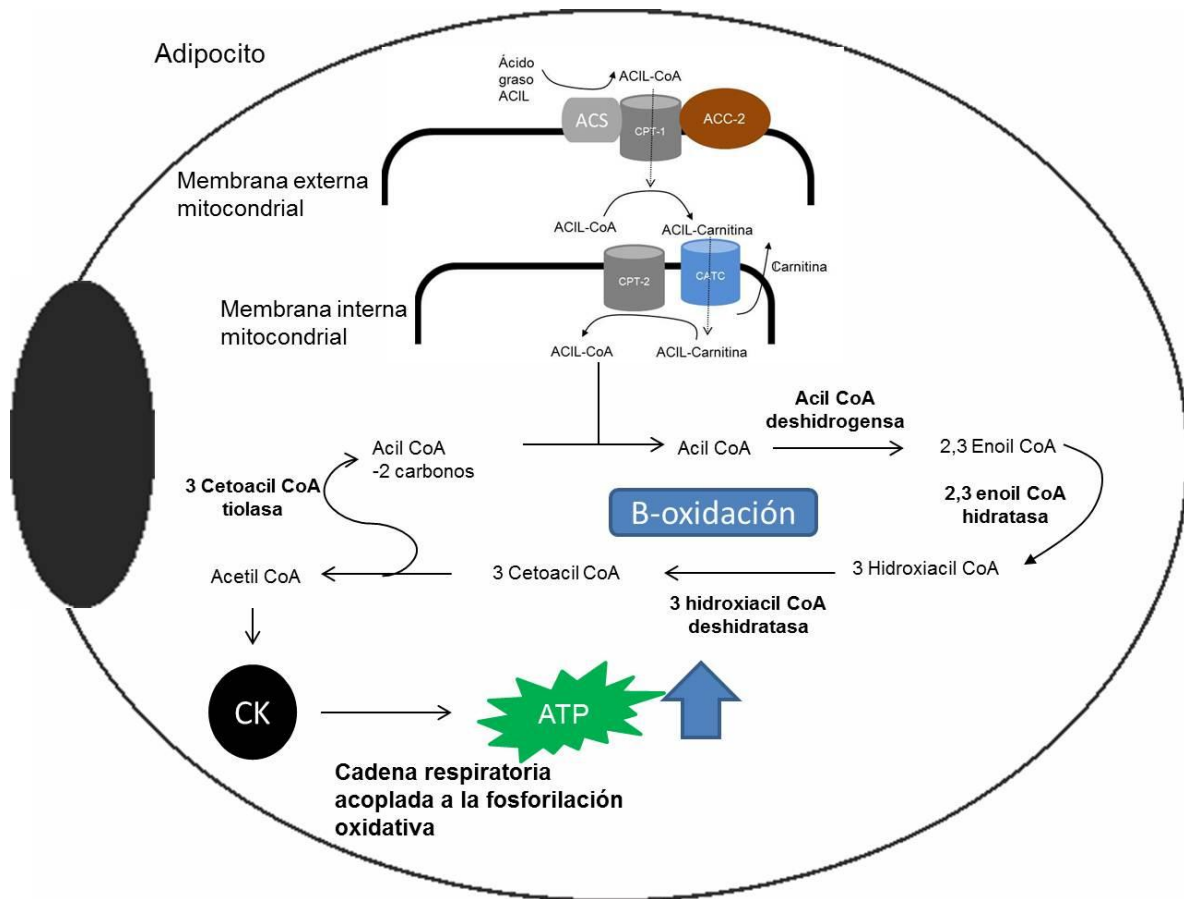 Adipocito
Ácido
graso
ACIL
ACIL-CoA
ACS
CPT-1
ACC-2
Membrana externa
mitocondrial
ACIL-CoA
ACIL-Carnitina
CPT-2
CATC
Carnitina
Membrana interna
mitocondrial
ACIL-CoA
ACIL-Carnitina
Acil CoA
deshidrogensa
Acil CoA
-2 carbonos
Acil CoA
2,3 Enoil CoA
3 Cetoacil CoA
tiolasa
B-oxidación
2,3 enoil CoA
hidratasa
Acetil CoA
3 Cetoacil CoA
3 Hidroxiacil CoA
3 hidroxiacil CoA
deshidratasa
CK
ATP
Cadena respiratoria
acoplada a la fosforilación
oxidativa